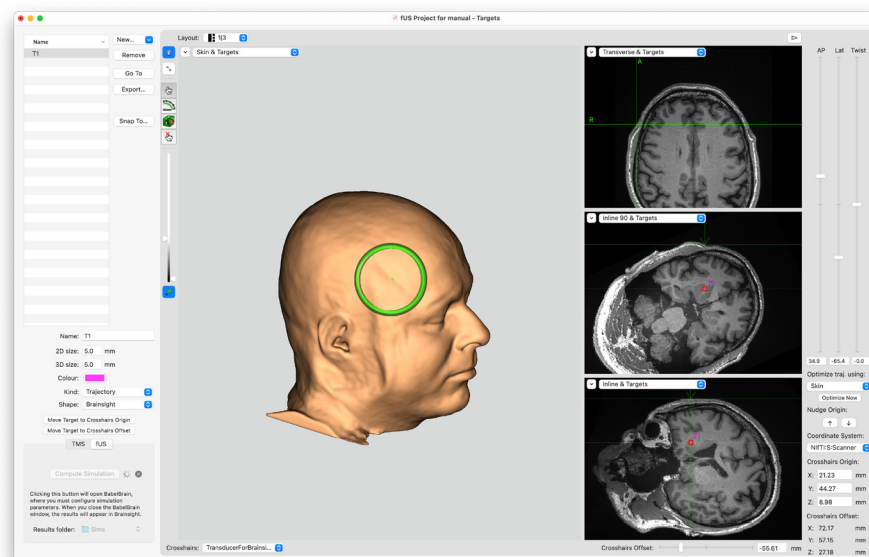 fUS Project for manual - Targets
Name
T1
New...
Remove
Go To
Export...
Snap To...
Name: T1
2D size: 5.0 mm
3D size: 5.0 mm
Colour:
Kind: Trajectory
Shape: Brainsight
Move Target to Crosshairs Origin
Move Target to Crosshairs Offset
TMS fUS
Compute Simulation
Clicking this button will open BabelBrain,
where you must configure simulation
parameters. When you close the BabelBrain
window, the results will appear in Brainsight.
Results folder: Sims
Layout: 1|3
Skin & Targets
Transverse & Targets
A
R
Inline 90 & Targets
Inline & Targets
Crosshairs: TransducerForBrainsi...
Crosshairs Offset: -55.61 mm
AP Lat Twist
34.9 -65.4 -0.0
Optimize traj. using:
Skin
Optimize Now
Nudge Origin:
Coordinate System:
NIfTI:S:Scanner
Crosshairs Origin:
X: 21.23 mm
Y: 44.27 mm
Z: 8.98 mm
Crosshairs Offset:
X: 72.17 mm
Y: 57.15 mm
Z: 27.18 mm